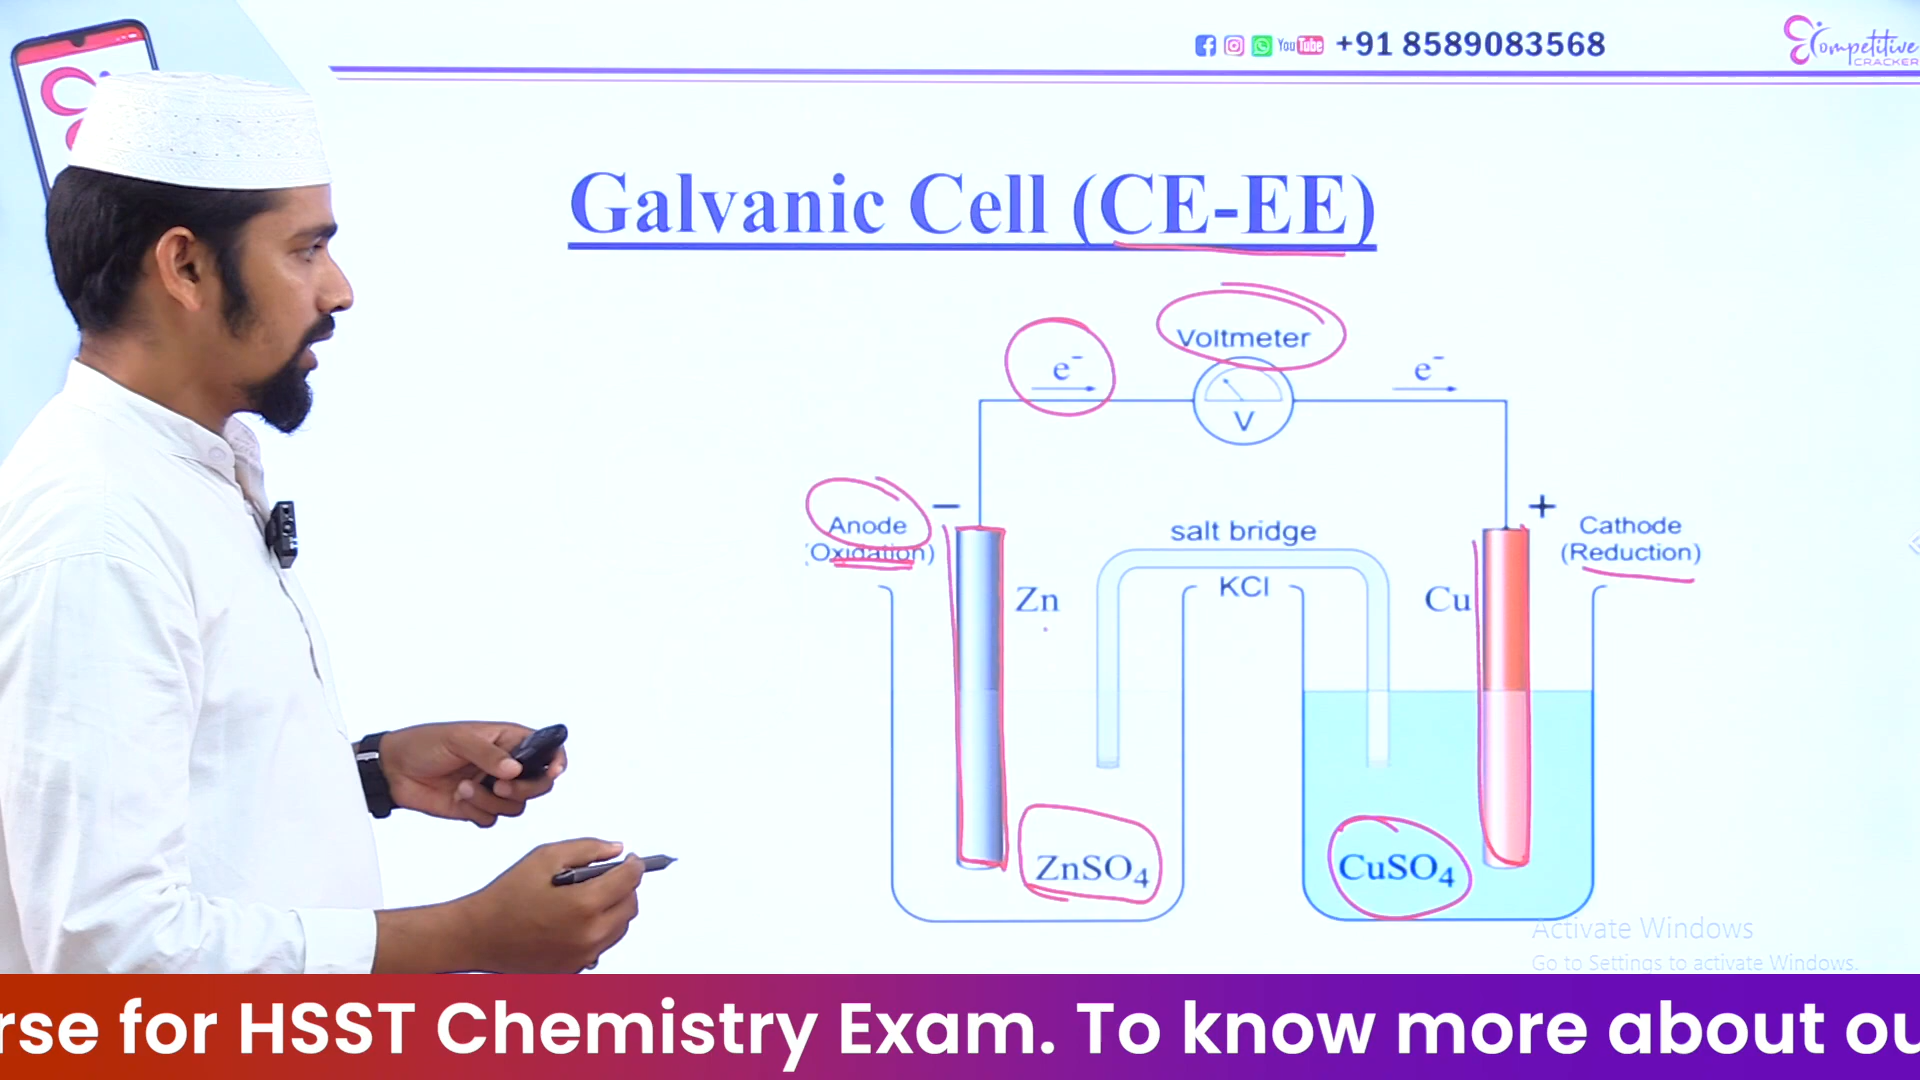 You Tube +91 8589083568
Competitive
CRACKER
Galvanic Cell (CE-EE)
Voltmeter
e⁻
e⁻
V
Anode
(Oxidation)
−
+
Cathode
(Reduction)
salt bridge
KCl
Zn
Cu
ZnSO₄
CuSO₄
Activate Windows
Go to Settings to activate Windows.
rse for HSST Chemistry Exam. To know more about ou